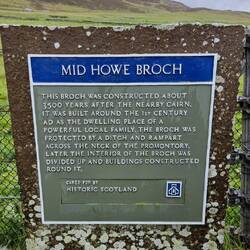 MID HOWE BROCH
THIS BROCH WAS CONSTRUCTED ABOUT
3500 YEARS AFTER THE NEARBY CAIRN.
IT WAS BUILT AROUND THE 1ST CENTURY
AD AS THE DWELLING PLACE OF A
POWERFUL LOCAL FAMILY. THE BROCH WAS
PROTECTED BY A DITCH AND RAMPART
ACROSS THE NECK OF THE PROMONTORY.
LATER THE INTERIOR OF THE BROCH WAS
DIVIDED UP AND BUILDINGS CONSTRUCTED
ROUND IT.
CARED FOR BY
HISTORIC SCOTLAND